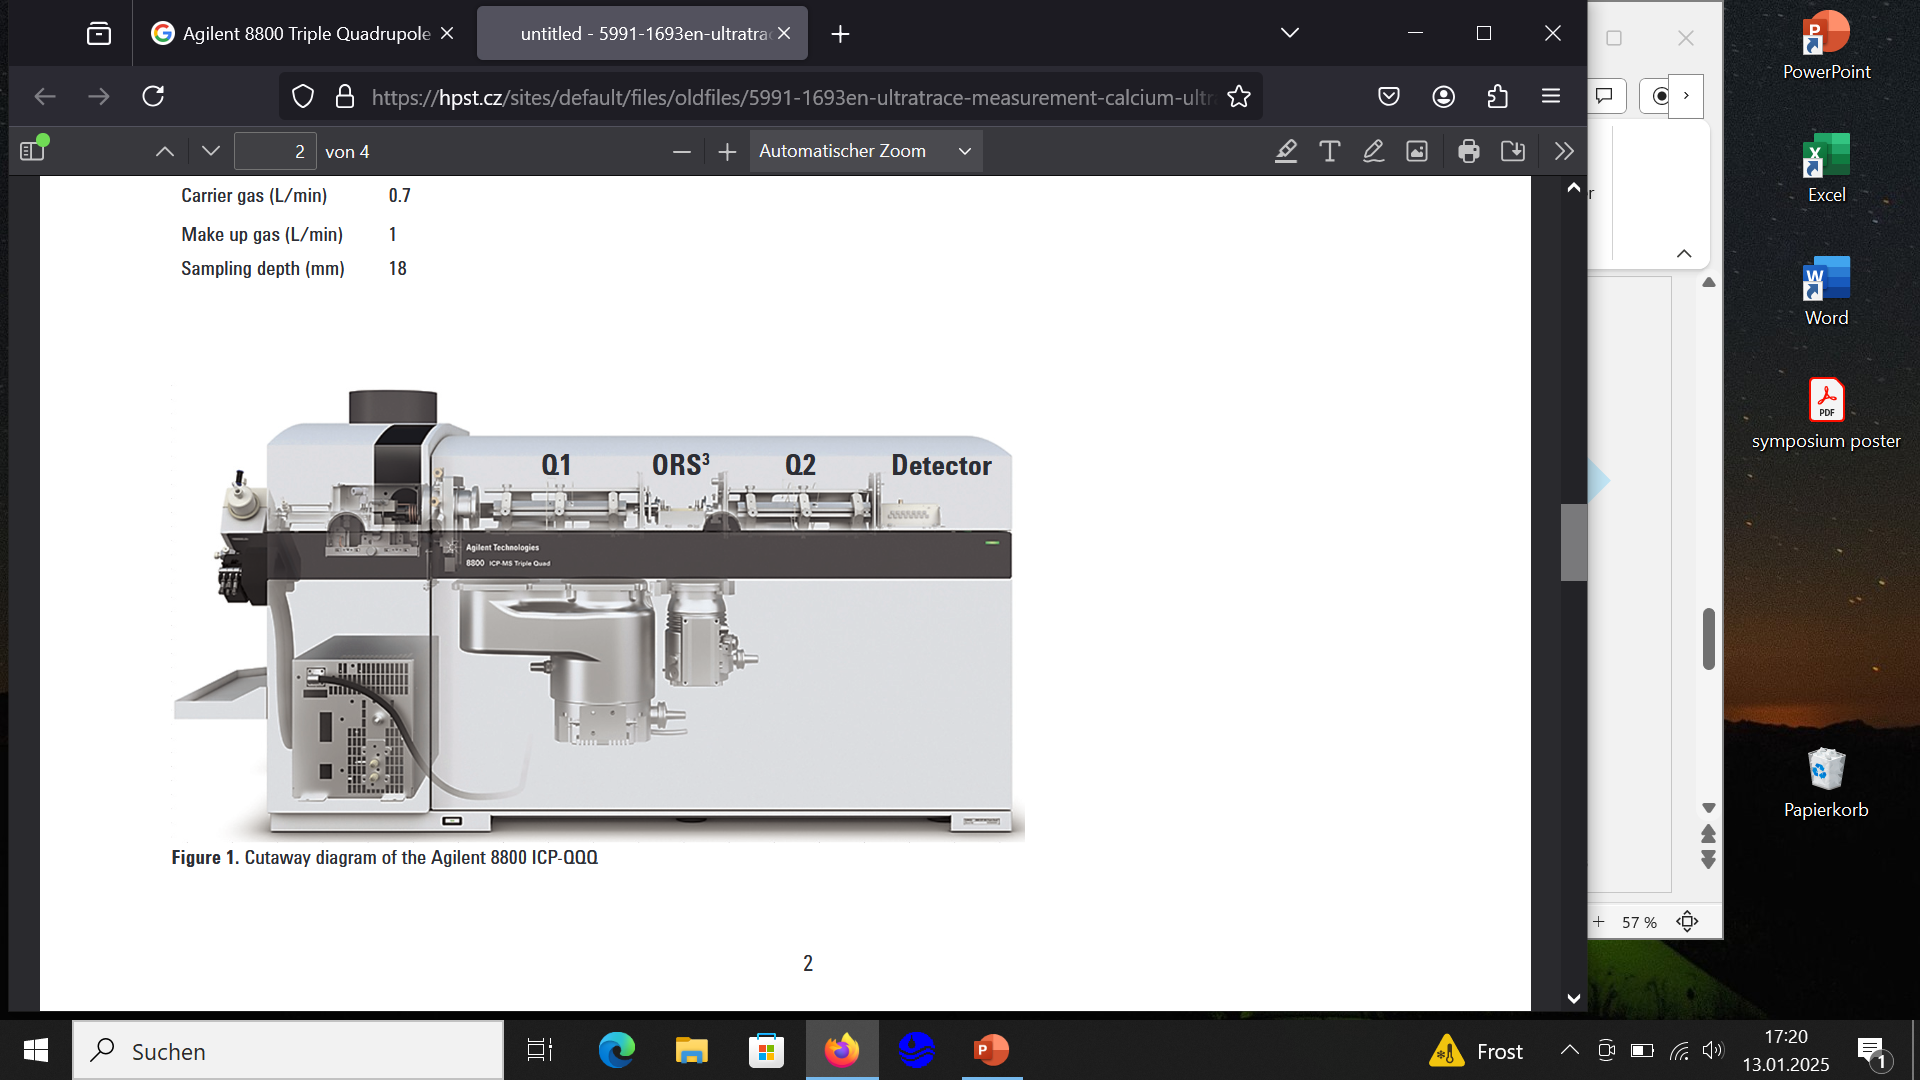 Agilent 8800 Triple Quadrupole
untitled - 5991-1693en-ultratra
https://hpst.cz/sites/default/files/oldfiles/5991-1693en-ultratrace-measurement-calcium-ultr
2 von 4
Automatischer Zoom
Carrier gas (L/min) 0.7
Make up gas (L/min) 1
Sampling depth (mm) 18
Q1 ORS³ Q2 Detector
Agilent Technologies
8800 ICP-MS Triple Quad
Figure 1. Cutaway diagram of the Agilent 8800 ICP-QQQ
2
r
57 %
PowerPoint
Excel
Word
PDF
symposium poster
Papierkorb
Suchen
Frost
17:20
13.01.2025
1